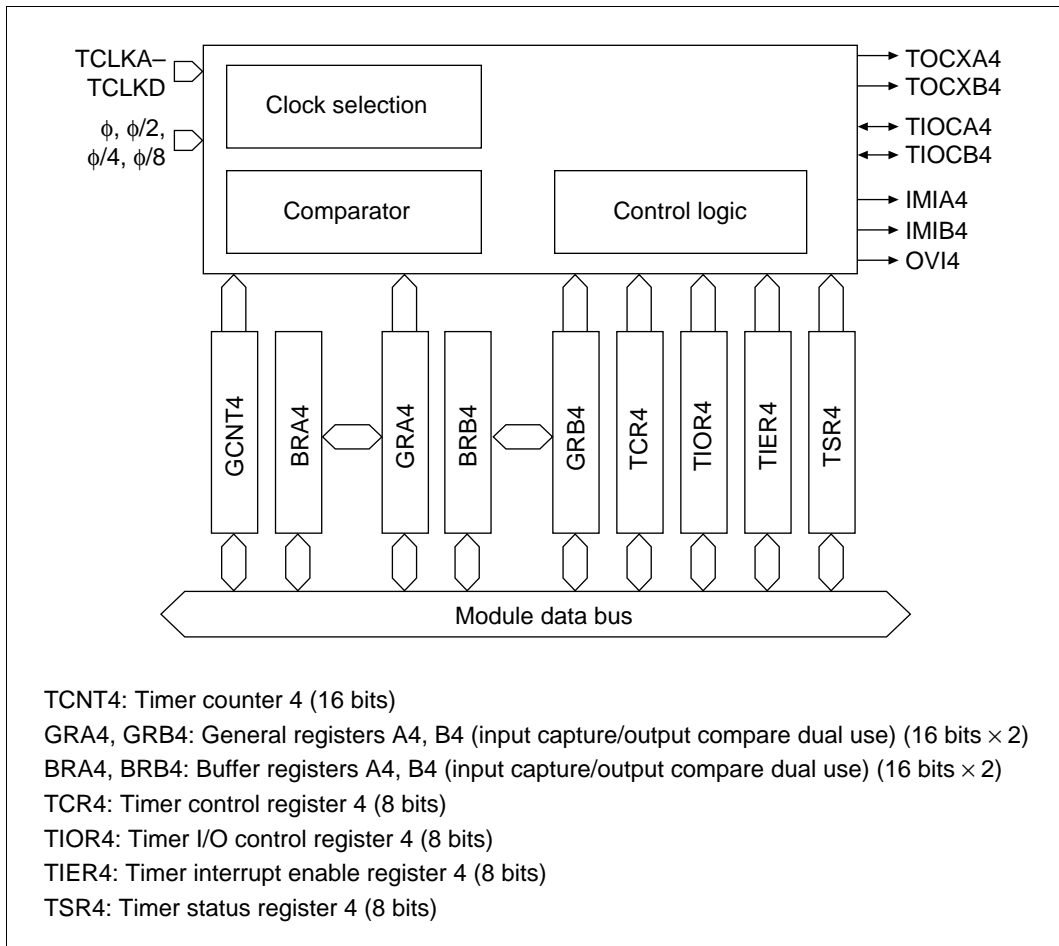 TCLKA–
TCLKD
ϕ, ϕ/2,
ϕ/4, ϕ/8
Clock selection
Comparator
Control logic
TOCXA4
TOCXB4
TIOCA4
TIOCB4
IMIA4
IMIB4
OVI4
GCNT4
BRA4
GRA4
BRB4
GRB4
TCR4
TIOR4
TIER4
TSR4
Module data bus
TCNT4: Timer counter 4 (16 bits)
GRA4, GRB4: General registers A4, B4 (input capture/output compare dual use) (16 bits × 2)
BRA4, BRB4: Buffer registers A4, B4 (input capture/output compare dual use) (16 bits × 2)
TCR4: Timer control register 4 (8 bits)
TIOR4: Timer I/O control register 4 (8 bits)
TIER4: Timer interrupt enable register 4 (8 bits)
TSR4: Timer status register 4 (8 bits)